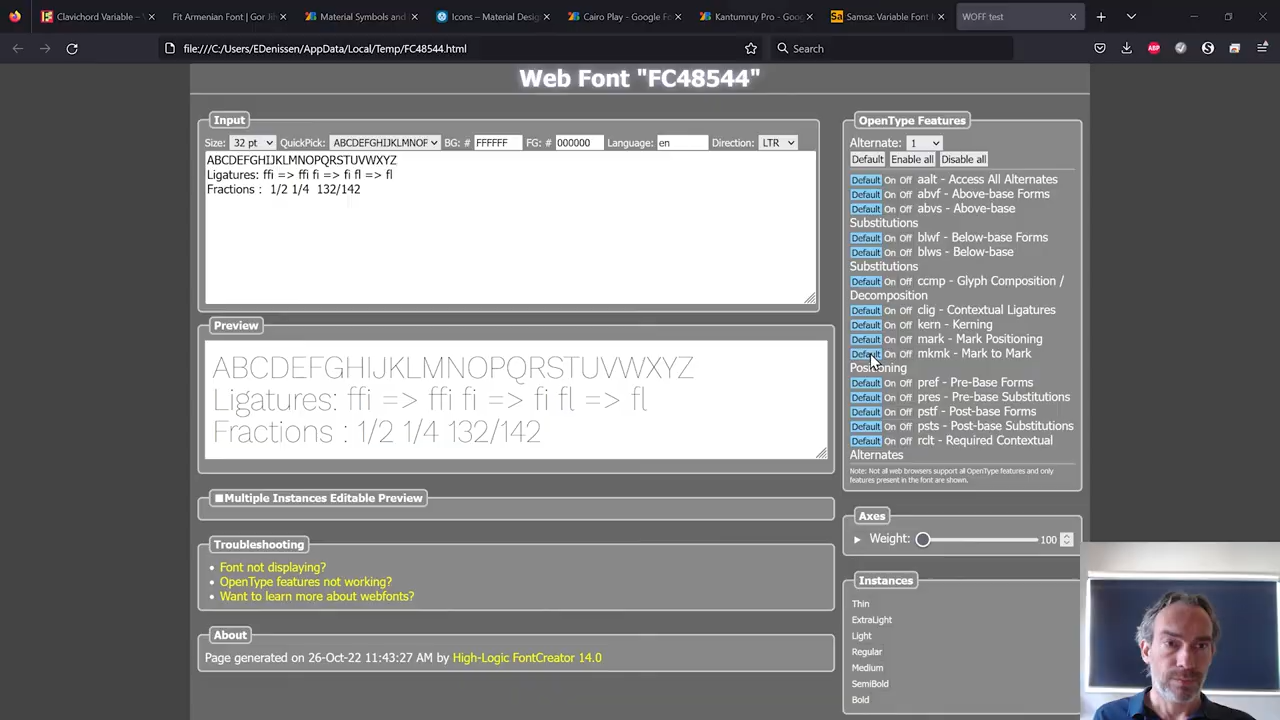 Clavichord Variable –
Fit Armenian Font | Gor Ji
Material Symbols and
Icons – Material Design
Cairo Play - Google Fo
Kantumruy Pro - Goog
Samsa: Variable Font In
WOFF test
file:///C:/Users/EDenissen/AppData/Local/Temp/FC48544.html
Search
Web Font "FC48544"
Input
Size: 32 pt QuickPick: ABCDEFGHIJKLMNOF BG: # FFFFFF FG: # 000000 Language: en Direction: LTR
ABCDEFGHIJKLMNOPQRSTUVWXYZ
Ligatures: ffi => ffi fi => fi fl => fl
Fractions : 1/2 1/4 132/142
Preview
ABCDEFGHIJKLMNOPQRSTUVWXYZ
Ligatures: ffi => ffi fi => fi fl => fl
Fractions : 1/2 1/4 132/142
Multiple Instances Editable Preview
Troubleshooting
• Font not displaying?
• OpenType features not working?
• Want to learn more about webfonts?
About
Page generated on 26-Oct-22 11:43:27 AM by High-Logic FontCreator 14.0
OpenType Features
Alternate: 1
Default Enable all Disable all
Default On Off aalt - Access All Alternates
Default On Off abvf - Above-base Forms
Default On Off abvs - Above-base
Substitutions
Default On Off blwf - Below-base Forms
Default On Off blws - Below-base
Substitutions
Default On Off ccmp - Glyph Composition /
Decomposition
Default On Off clig - Contextual Ligatures
Default On Off kern - Kerning
Default On Off mark - Mark Positioning
Default On Off mkmk - Mark to Mark
Positioning
Default On Off pref - Pre-Base Forms
Default On Off pres - Pre-base Substitutions
Default On Off pstf - Post-base Forms
Default On Off psts - Post-base Substitutions
Default On Off rclt - Required Contextual
Alternates
Note: Not all web browsers support all OpenType features and only
features present in the font are shown.
Axes
Weight: 100
Instances
Thin
ExtraLight
Light
Regular
Medium
SemiBold
Bold